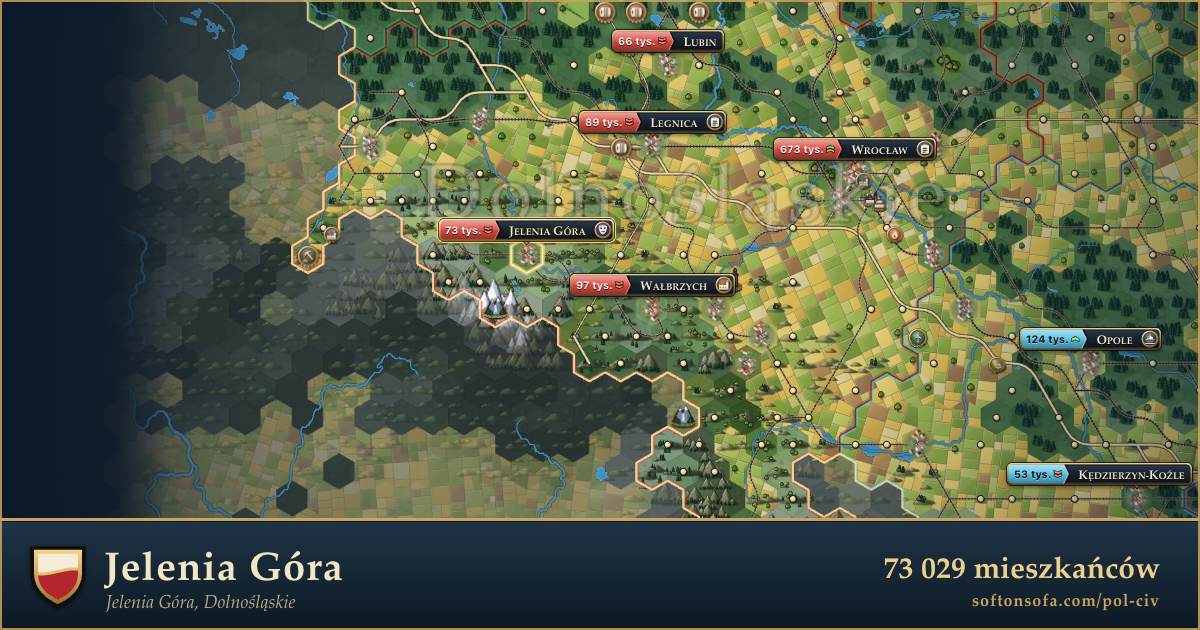 66 tys. Lubin
89 tys. Legnica
673 tys. Wrocław
Dolnośląskie
73 tys. Jelenia Góra
97 tys. Wałbrzych
124 tys. Opole
53 tys. Kędzierzyn-Koźle
Jelenia Góra
73 029 mieszkańców
Jelenia Góra, Dolnośląskie
softonsofa.com/pol-civ